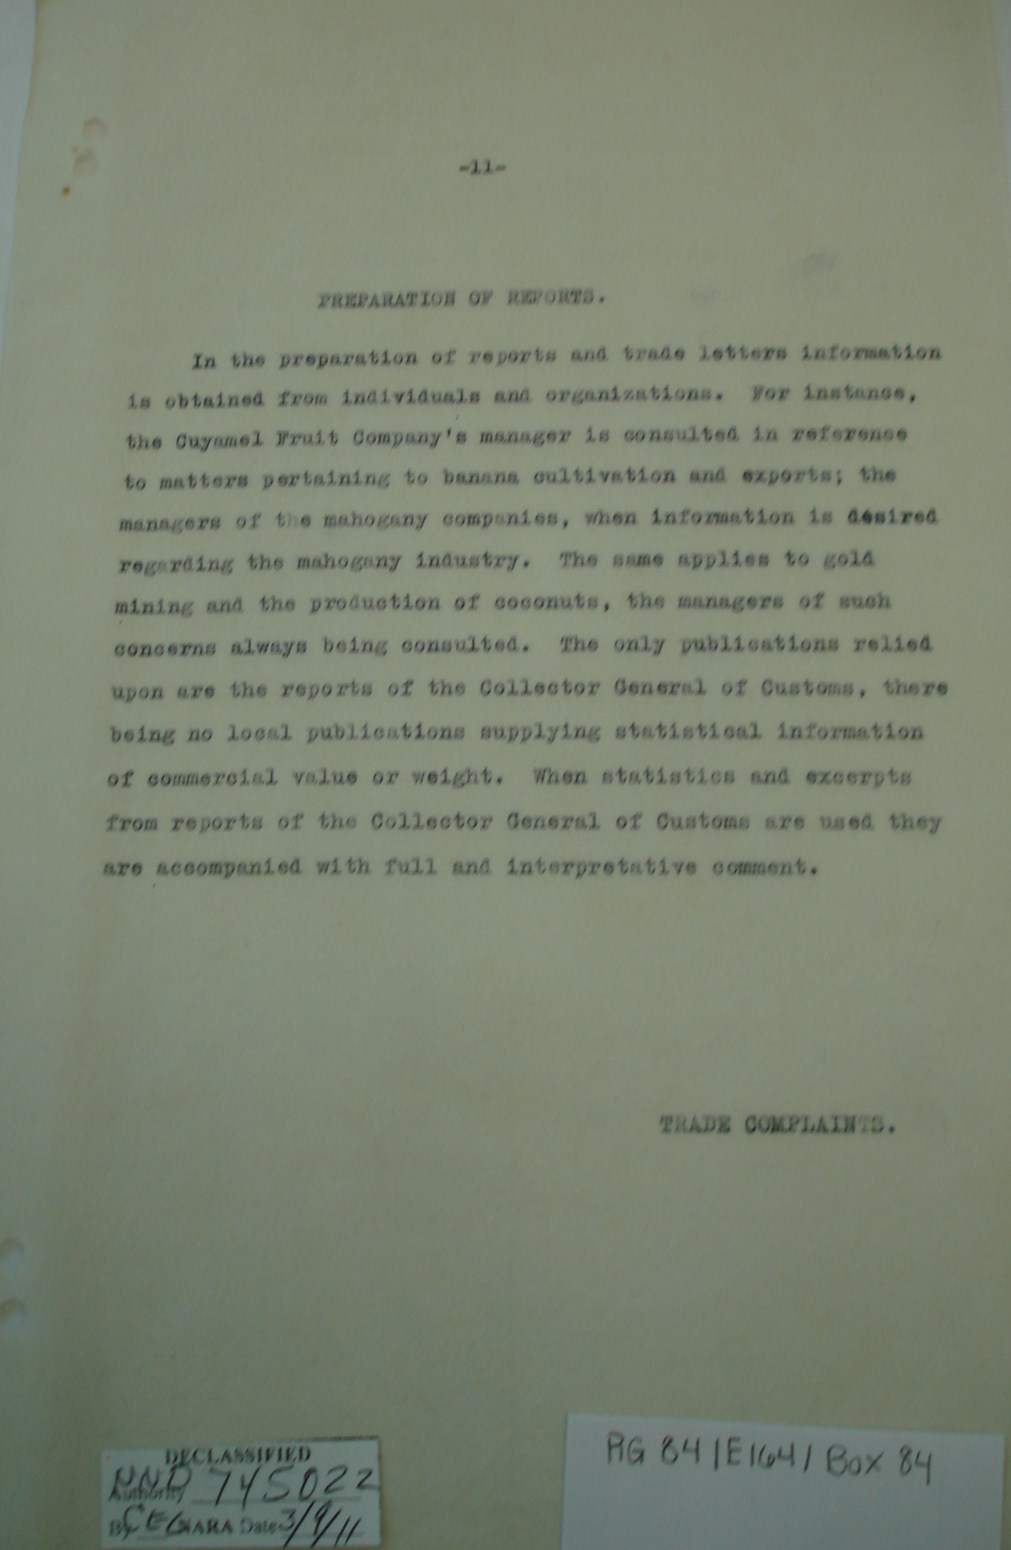 -11-
PREPARATION OF REPORTS.
In the preparation of reports and trade letters information
is obtained from individuals and organizations. For instance,
the Cuyamel Fruit Company's manager is consulted in reference
to matters pertaining to banana cultivation and exports; the
managers of the mahogany companies, when information is desired
regarding the mahogany industry. The same applies to gold
mining and the production of coconuts, the managers of such
concerns always being consulted. The only publications relied
upon are the reports of the Collector General of Customs, there
being no local publications supplying statistical information
of commercial value or weight. When statistics and excerpts
from reports of the Collector General of Customs are used they
are accompanied with full and interpretative comment.
TRADE COMPLAINTS.
DECLASSIFIED
Authority NND 745022
By CEG NARA Date 3/9/11
RG 84/E164/ Box 84